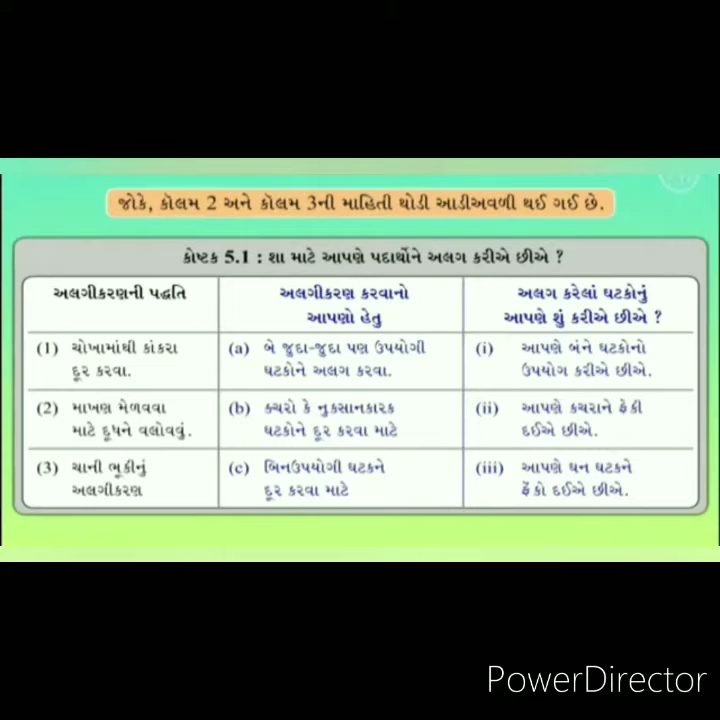 જોકે, કૉલમ 2 અને કૉલમ 3ની માહિતી થોડી આડીઅવળી થઈ ગઈ છે.
કોષ્ટક 5.1 : શા માટે આપણે પદાર્થોને અલગ કરીએ છીએ ?
અલગીકરણની પદ્ધતિ
અલગીકરણ કરવાનો
આપણો હેતુ
અલગ કરેલાં ઘટકોનું
આપણે શું કરીએ છીએ ?
(1) ચોખામાંથી કાંકરા
દૂર કરવા.
(a) બે જુદા-જુદા પણ ઉપયોગી
ઘટકોને અલગ કરવા.
(i) આપણે બંને ઘટકોનો
ઉપયોગ કરીએ છીએ.
(2) માખણ મેળવવા
માટે દૂધને વલોવવું.
(b) કચરો કે નુકસાનકારક
ઘટકોને દૂર કરવા માટે
(ii) આપણે કચરાને ફેંકી
દઈએ છીએ.
(3) ચાની ભૂકીનું
અલગીકરણ
(c) બિનઉપયોગી ઘટકને
દૂર કરવા માટે
(iii) આપણે ઘન ઘટકને
ફેંકો દઈએ છીએ.
PowerDirector